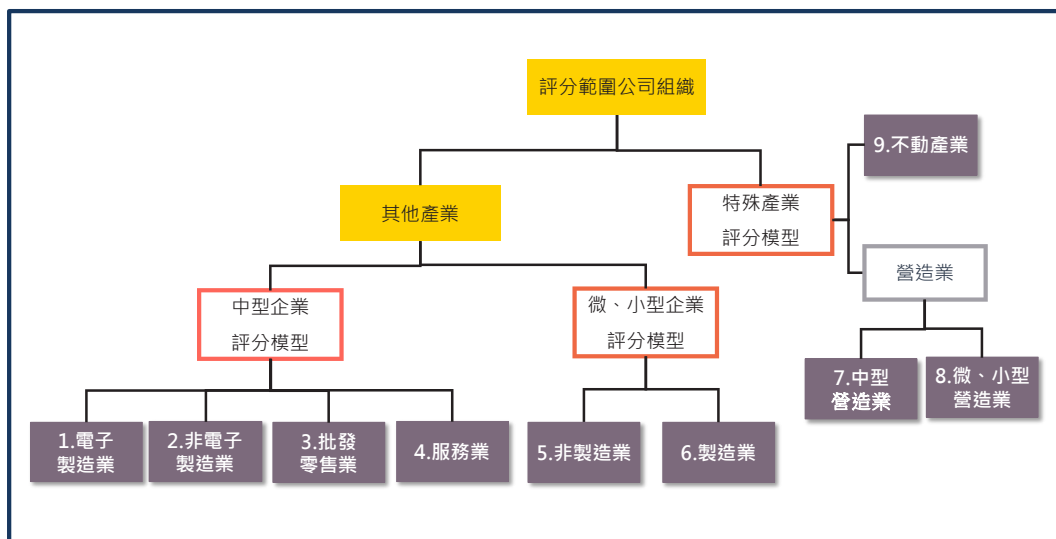 評分範圍公司組織
9.不動產業
其他產業
特殊產業
評分模型
營造業
中型企業
評分模型
微、小型企業
評分模型
7.中型
營造業
8.微、小型
營造業
1.電子
製造業
2.非電子
製造業
3.批發
零售業
4.服務業
5.非製造業
6.製造業